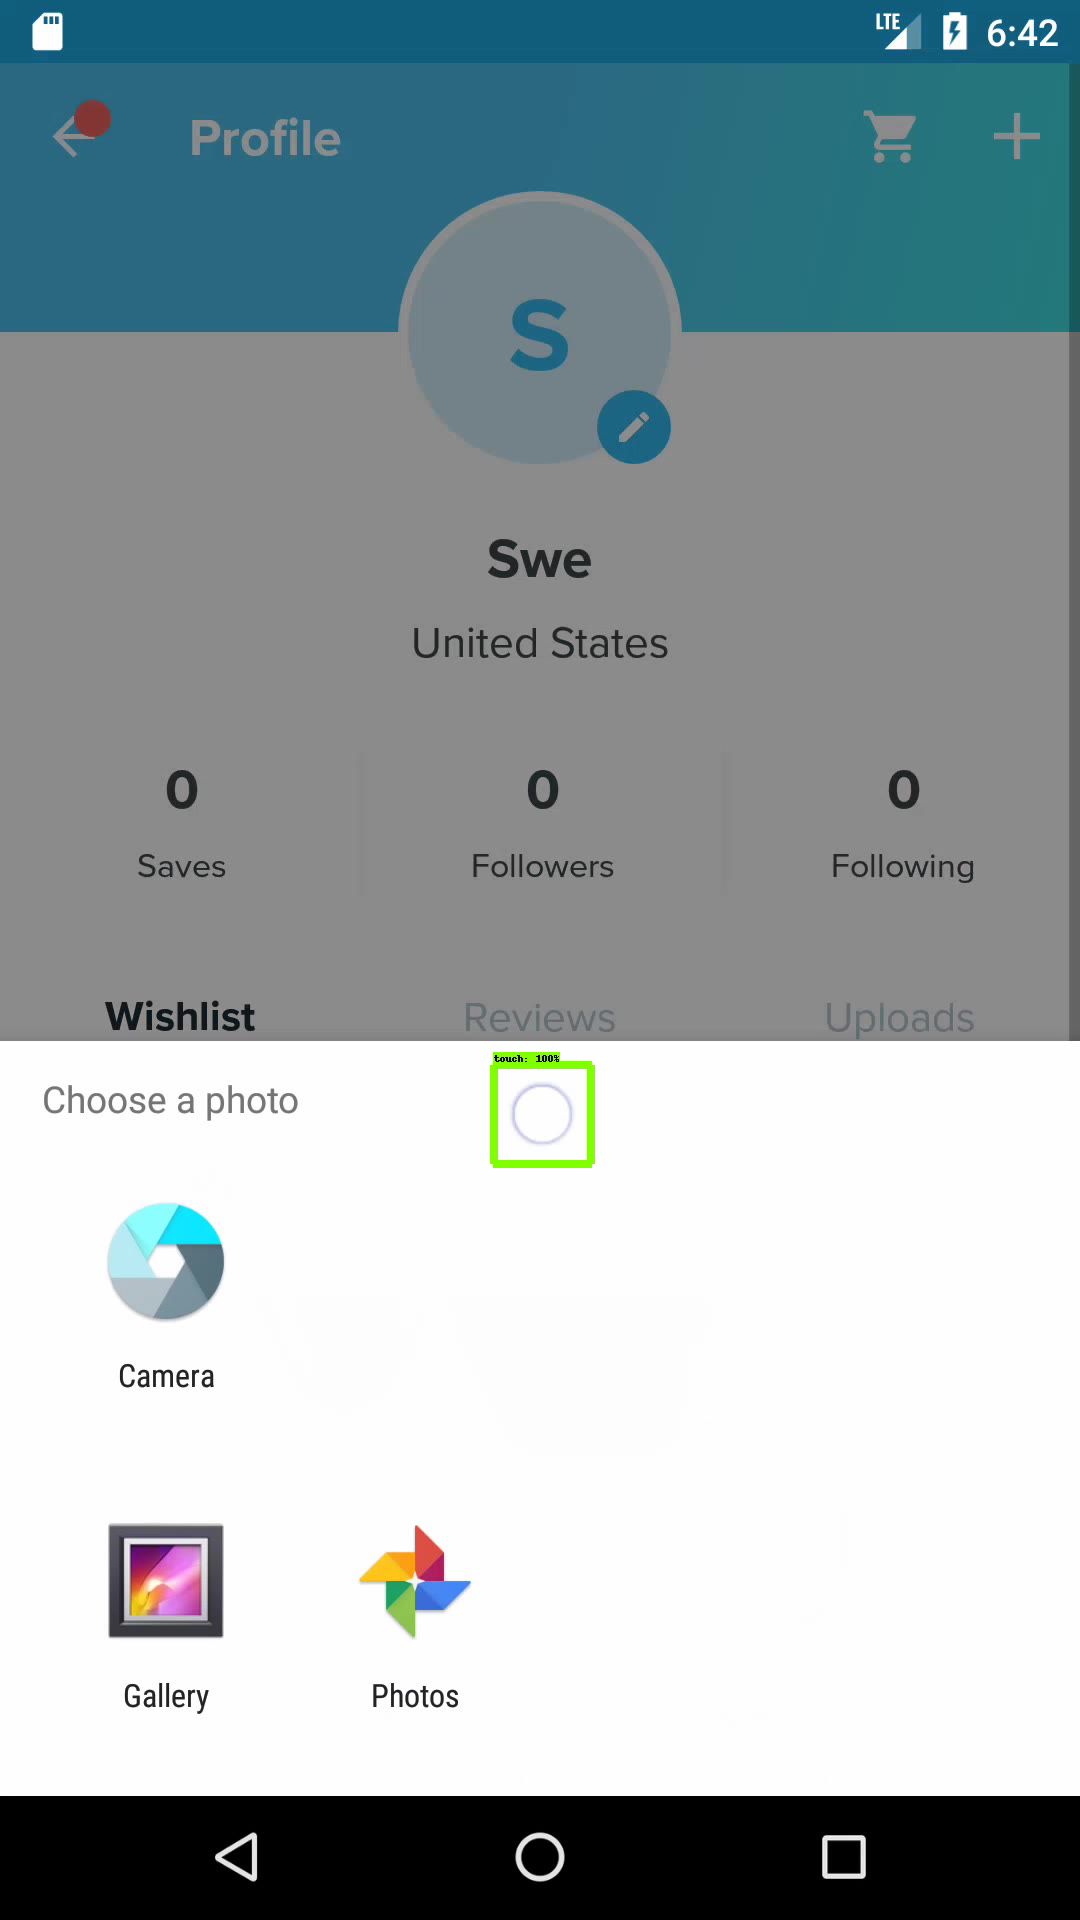 LTE 6:42
Profile
S
Swe
United States
0 0 0
Saves Followers Following
Wishlist Reviews Uploads
touch: 100%
Choose a photo
Camera
Gallery Photos